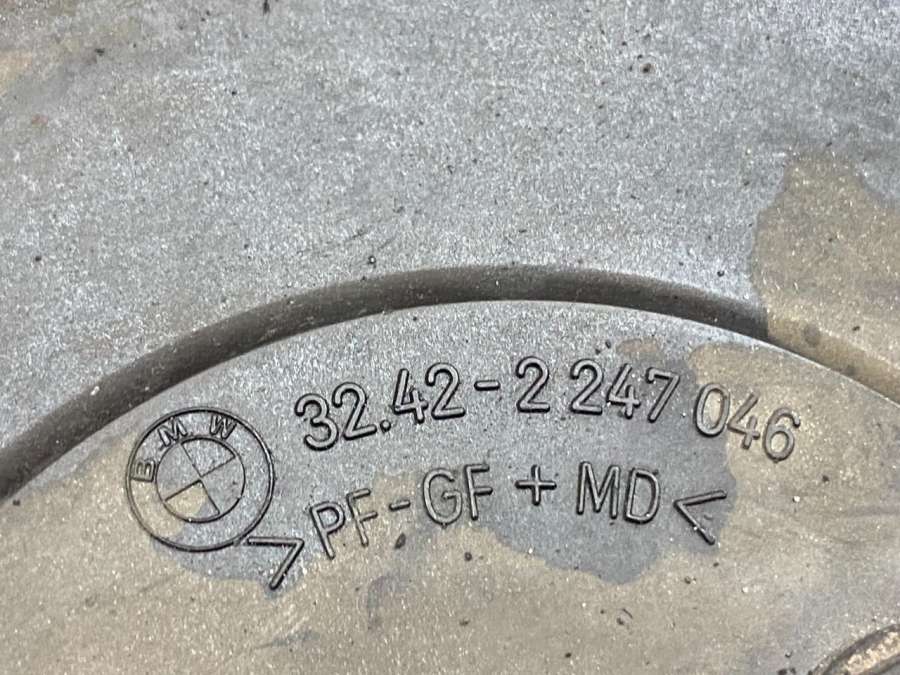 BMW
32.42-2 247 046
>PF-GF + MD<